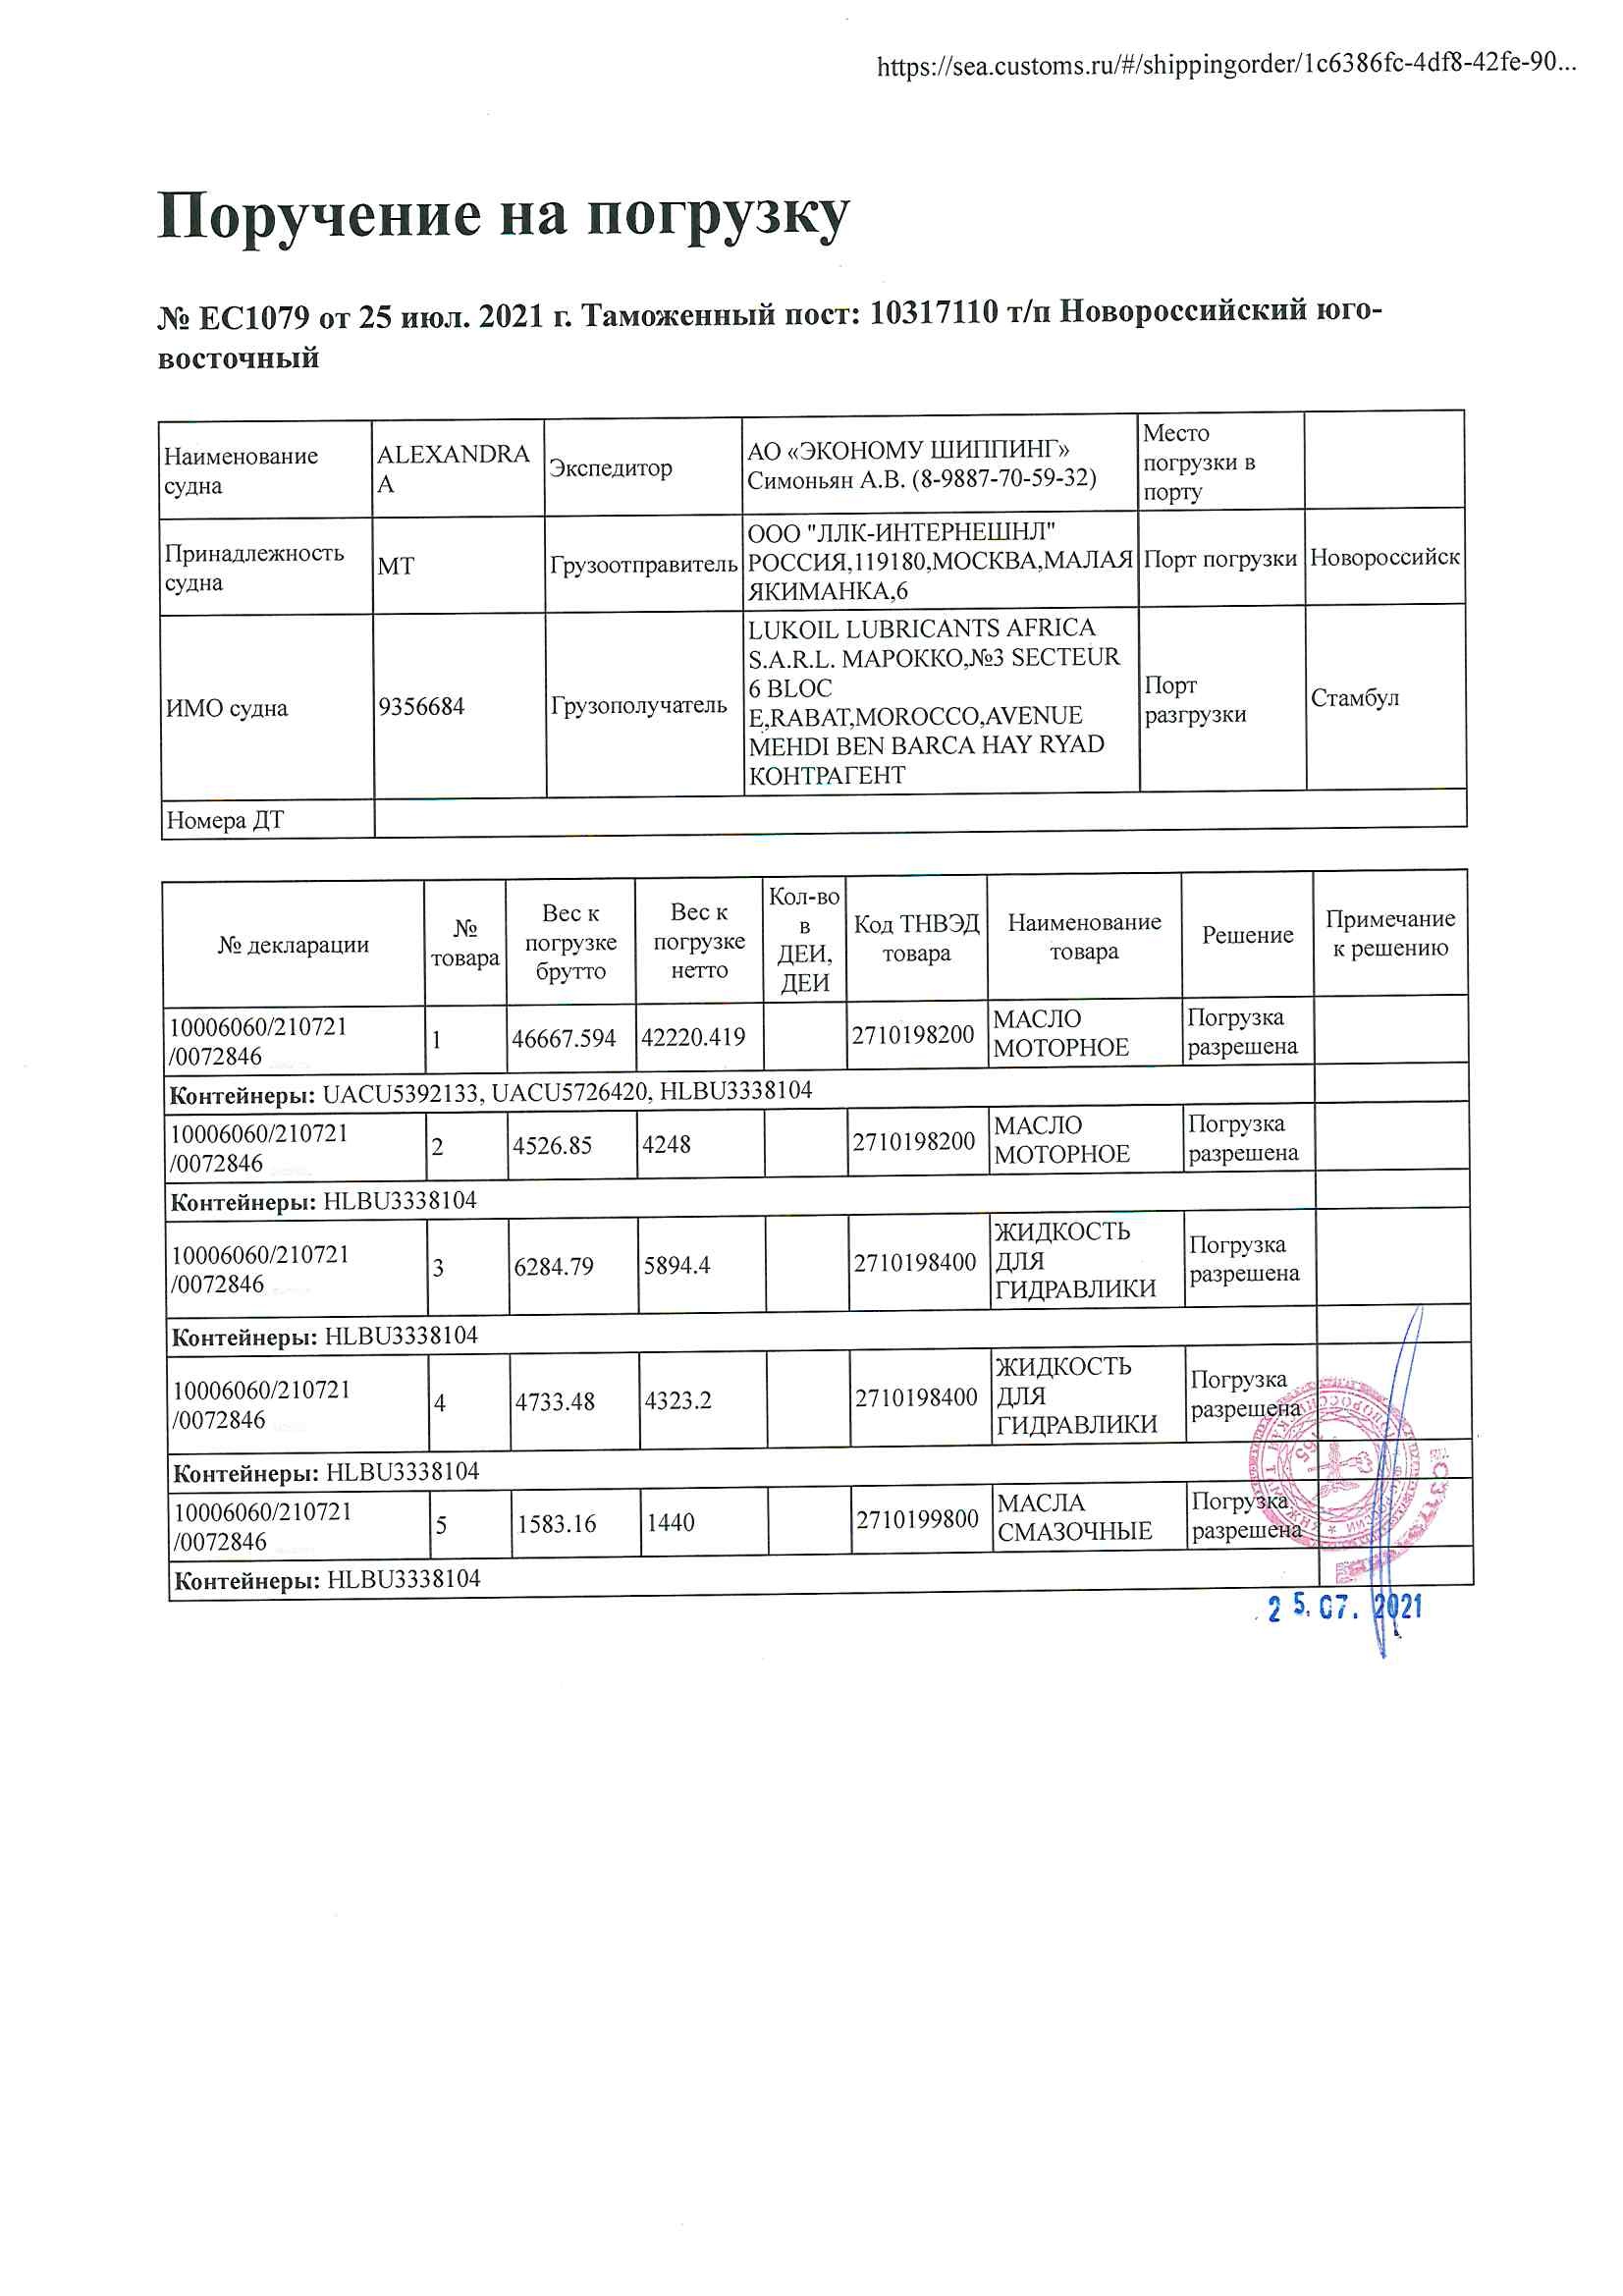 https://sea.customs.ru/#/shippingorder/1c6386fc-4df8-42fe-90...
Поручение на погрузку
№ ЕС1079 от 25 июл. 2021 г. Таможенный пост: 10317110 т/п Новороссийский юго-
восточный
Наименование
судна
ALEXANDRA
A
Экспедитор
АО «ЭКОНОМУ ШИППИНГ»
Симоньян А.В. (8-9887-70-59-32)
Место
погрузки в
порту
Принадлежность
судна
MT
Грузоотправитель
ООО "ЛЛК-ИНТЕРНЕШНЛ"
РОССИЯ,119180,МОСКВА,МАЛАЯ
ЯКИМАНКА,6
Порт погрузки
Новороссийск
ИМО судна
9356684
Грузополучатель
LUKOIL LUBRICANTS AFRICA
S.A.R.L. МАРОККО,№3 SECTEUR
6 BLOC
E,RABAT,MOROCCO,AVENUE
MEHDI BEN BARCA HAY RYAD
КОНТРАГЕНТ
Порт
разгрузки
Стамбул
Номера ДТ
№ декларации
№
товара
Вес к
погрузке
брутто
Вес к
погрузке
нетто
Кол-во
в
ДЕИ,
ДЕИ
Код ТНВЭД
товара
Наименование
товара
Решение
Примечание
к решению
10006060/210721
/0072846
1
46667.594
42220.419
2710198200
МАСЛО
МОТОРНОЕ
Погрузка
разрешена
Контейнеры: UACU5392133, UACU5726420, HLBU3338104
10006060/210721
/0072846
2
4526.85
4248
2710198200
МАСЛО
МОТОРНОЕ
Погрузка
разрешена
Контейнеры: HLBU3338104
10006060/210721
/0072846
3
6284.79
5894.4
2710198400
ЖИДКОСТЬ
ДЛЯ
ГИДРАВЛИКИ
Погрузка
разрешена
Контейнеры: HLBU3338104
10006060/210721
/0072846
4
4733.48
4323.2
2710198400
ЖИДКОСТЬ
ДЛЯ
ГИДРАВЛИКИ
Погрузка
разрешена
Контейнеры: HLBU3338104
10006060/210721
/0072846
5
1583.16
1440
2710199800
МАСЛА
СМАЗОЧНЫЕ
Погрузка
разрешена
Контейнеры: HLBU3338104
25.07.2021